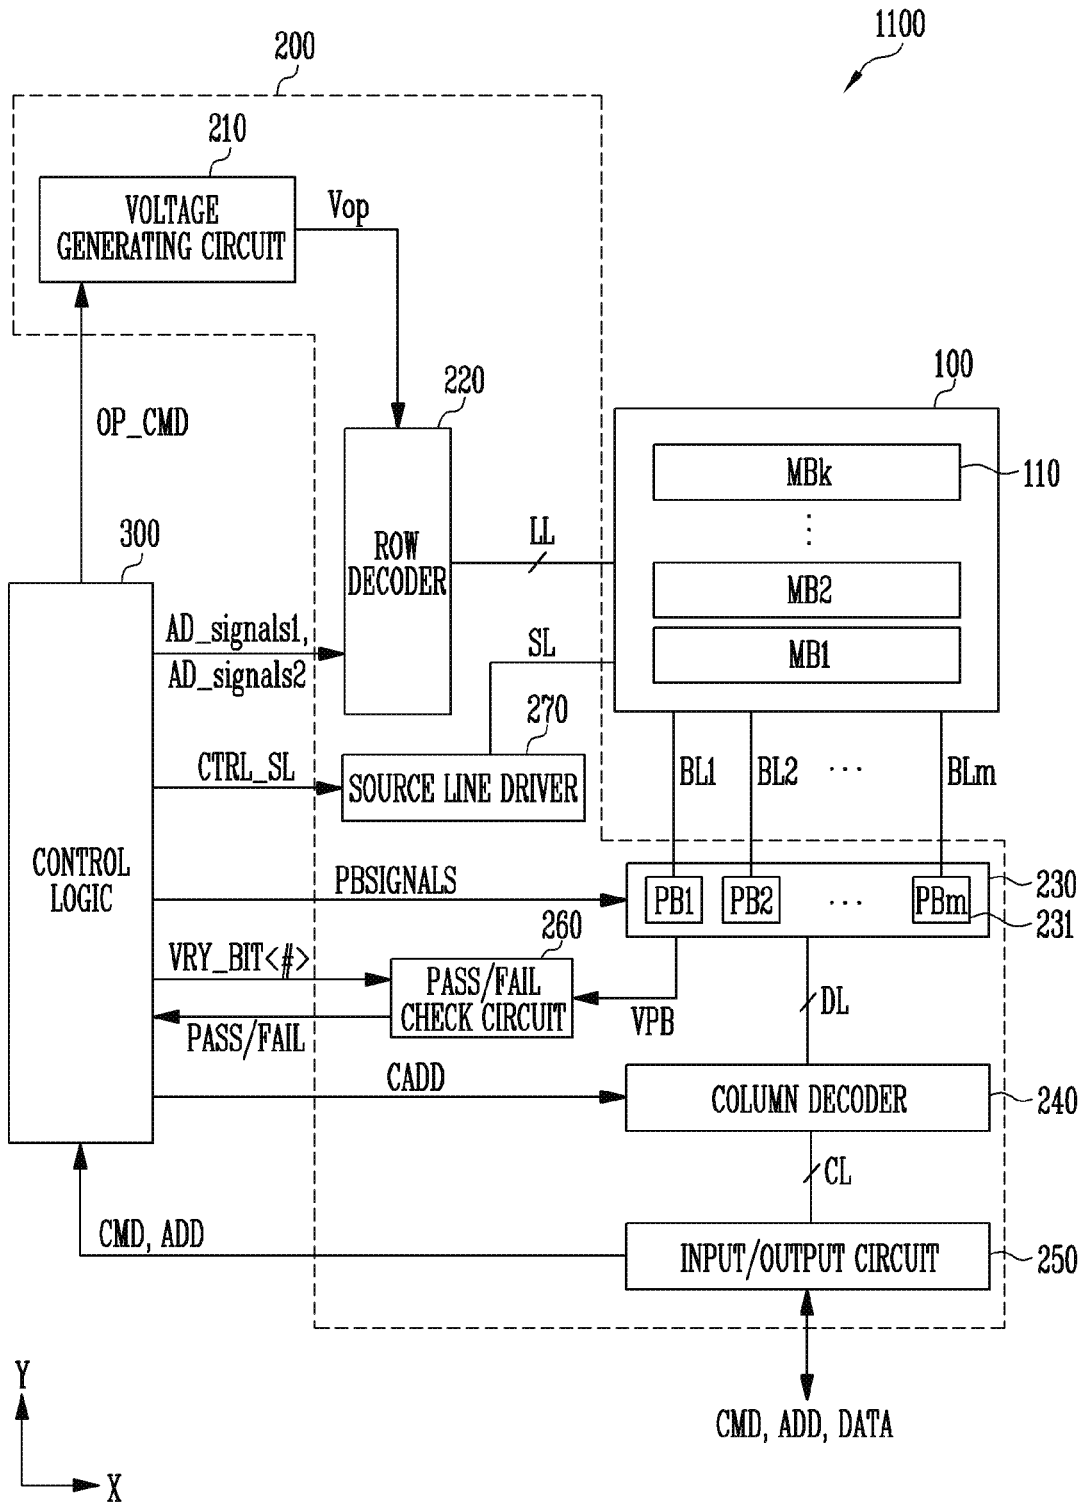 1100
200
210
VOLTAGE
GENERATING CIRCUIT
Vop
OP_CMD
220
ROW
DECODER
100
MBk
110
MB2
MB1
LL
SL
300
CONTROL
LOGIC
AD_signals1,
AD_signals2
CTRL_SL
270
SOURCE LINE DRIVER
BL1
BL2
...
BLm
PBSIGNALS
PB1
PB2
...
PBm
230
231
VRY_BIT<#>
260
PASS/FAIL
CHECK CIRCUIT
PASS/FAIL
VPB
DL
CADD
COLUMN DECODER
240
CL
CMD, ADD
INPUT/OUTPUT CIRCUIT
250
CMD, ADD, DATA
Y
X